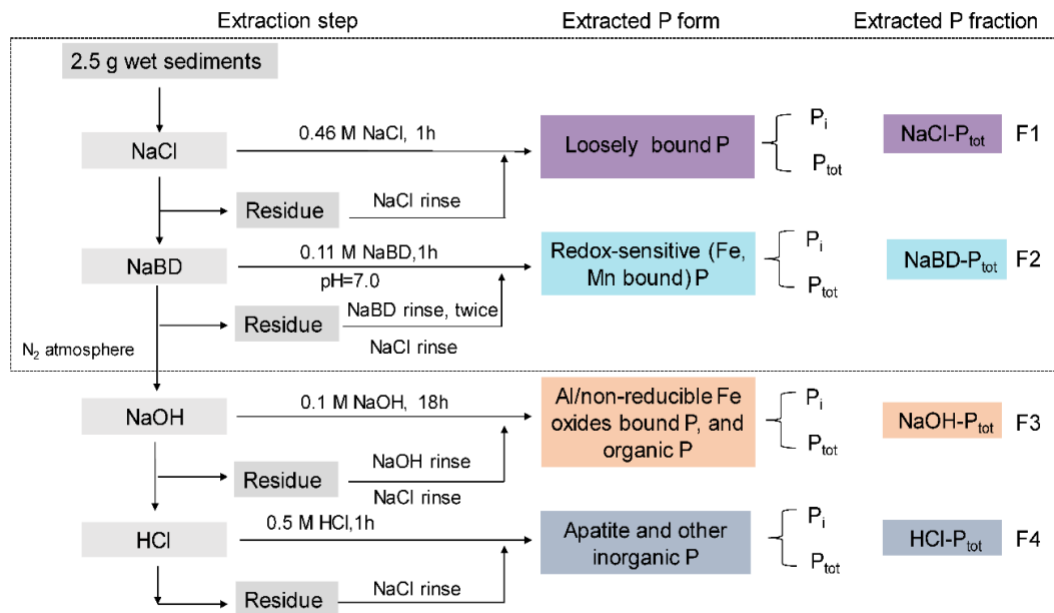 Extraction step Extracted P form Extracted P fraction
2.5 g wet sediments
0.46 M NaCl, 1h
NaCl
Loosely bound P
Pi
Ptot
NaCl-Ptot F1
Residue
NaCl rinse
NaBD
0.11 M NaBD,1h
pH=7.0
Redox-sensitive (Fe,
Mn bound) P
Pi
Ptot
NaBD-Ptot F2
Residue
NaBD rinse, twice
NaCl rinse
N2 atmosphere
NaOH
0.1 M NaOH, 18h
Al/non-reducible Fe
oxides bound P, and
organic P
Pi
Ptot
NaOH-Ptot F3
Residue
NaOH rinse
NaCl rinse
HCl
0.5 M HCl,1h
Apatite and other
inorganic P
Pi
Ptot
HCl-Ptot F4
Residue
NaCl rinse